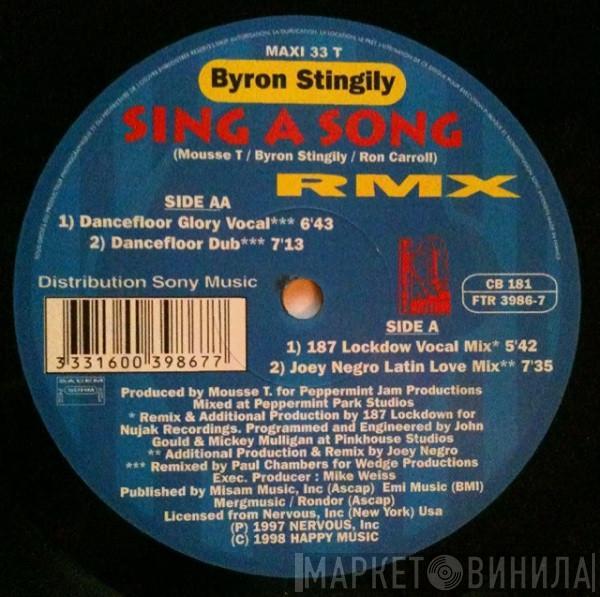 MAXI 33 T
Byron Stingily
SING A SONG
(Mousse T / Byron Stingily / Ron Carroll)
RMX
SIDE AA
1) Dancefloor Glory Vocal*** 6'43
2) Dancefloor Dub*** 7'13
Distribution Sony Music
CB 181
FTR 3986-7
3 331600 398677
SIDE A
1) 187 Lockdow Vocal Mix* 5'42
2) Joey Negro Latin Love Mix** 7'35
SACEM
Produced by Mousse T. for Peppermint Jam Productions
Mixed at Peppermint Park Studios
* Remix & Additional Production by 187 Lockdown for
Nujak Recordings. Programmed and Engineered by John
Gould & Mickey Mulligan at Pinkhouse Studios
** Additional Production & Remix by Joey Negro
*** Remixed by Paul Chambers for Wedge Productions
Exec. Producer : Mike Weiss
Published by Misam Music, Inc (Ascap) Emi Music (BMI)
Mergmusic / Rondor (Ascap)
Licensed from Nervous, Inc (New York) Usa
(P) 1997 NERVOUS, Inc
(C) 1998 HAPPY MUSIC
МАРКЕТ ВИНИЛА